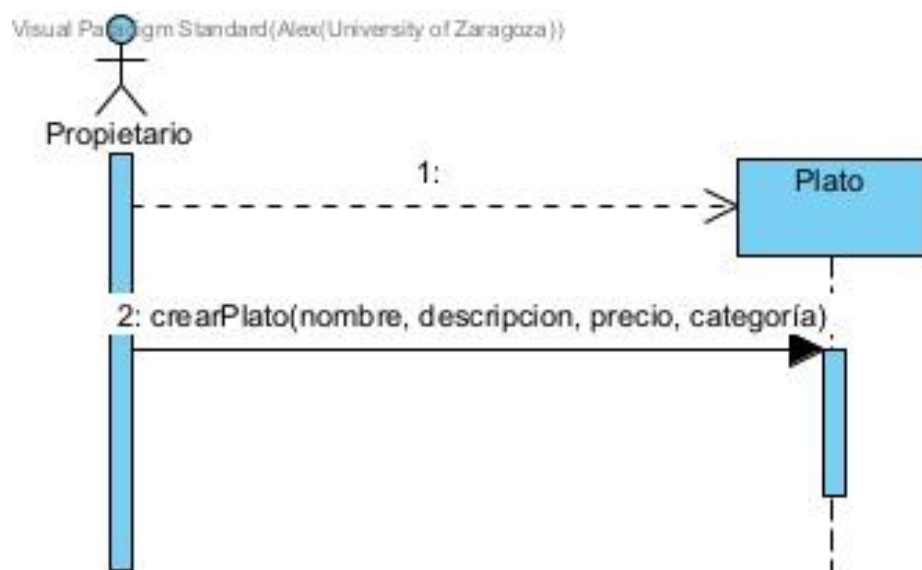 Visual Paradigm Standard(Alex(University of Zaragoza))
Propietario
1:
Plato
2: crearPlato(nombre, descripcion, precio, categoría)